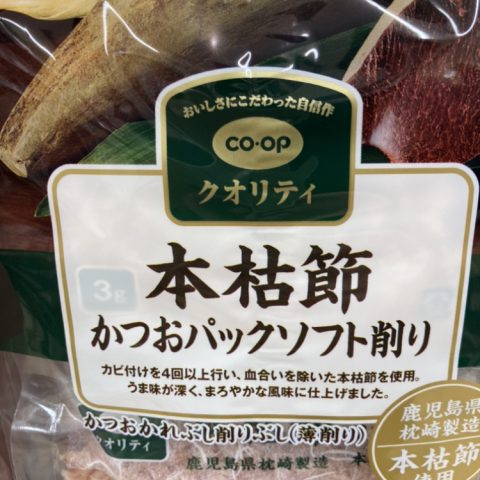 おいしさにこだわった自信作
CO・OP
クオリティ
本枯節
3g
かつおパックソフト削り
カビ付けを4回以上行い、血合いを除いた本枯節を使用。
うま味が深く、まろやかな風味に仕上げました。
かつおかれぶし削りぶし(薄削り)
クオリティ
鹿児島県枕崎製造 本
鹿児島県
枕崎製造
本枯節
使用